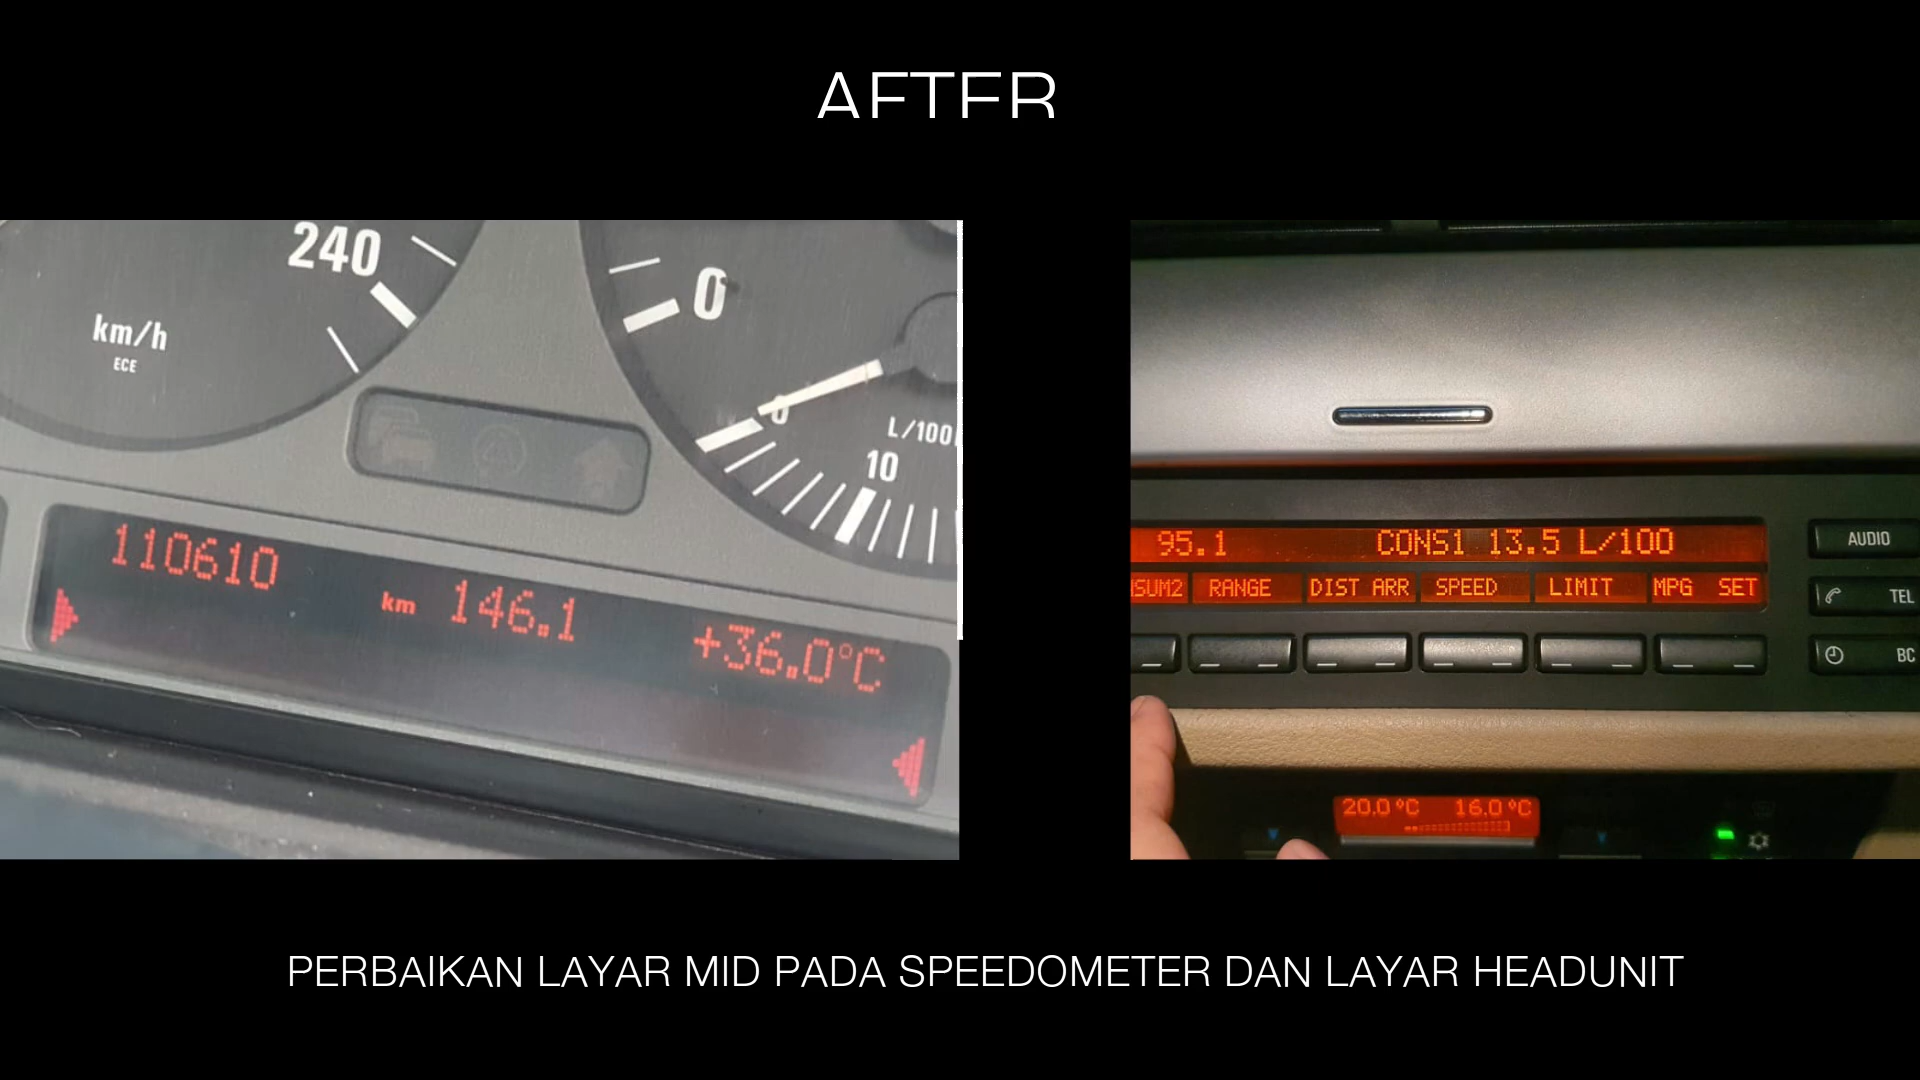 AFTER
240
km/h
ECE
0
0
L/100
10
110610 km 146.1 +36.0°C
95.1 CONS1 13.5 L/100
SUM2 RANGE DIST ARR SPEED LIMIT MPG SET
AUDIO
TEL
BC
20.0 °C 16.0 °C
PERBAIKAN LAYAR MID PADA SPEEDOMETER DAN LAYAR HEADUNIT